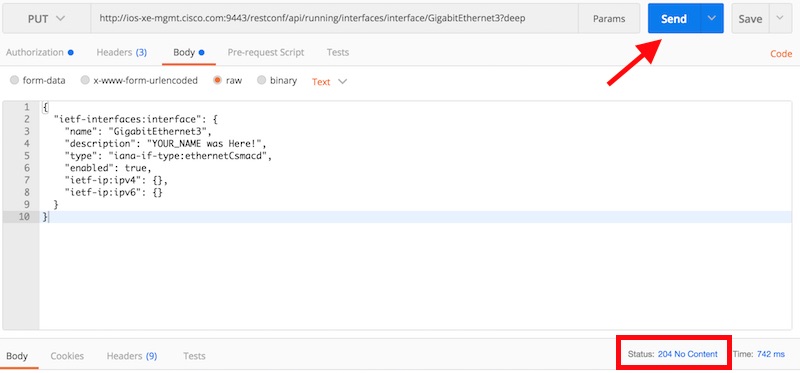 PUT http://ios-xe-mgmt.cisco.com:9443/restconf/api/running/interfaces/interface/GigabitEthernet3?deep Params Send Save
Authorization Headers (3) Body Pre-request Script Tests Code
form-data x-www-form-urlencoded raw binary Text
1 {
2 "ietf-interfaces:interface": {
3 "name": "GigabitEthernet3",
4 "description": "YOUR_NAME was Here!",
5 "type": "iana-if-type:ethernetCsmacd",
6 "enabled": true,
7 "ietf-ip:ipv4": {},
8 "ietf-ip:ipv6": {}
9 }
10 }
Body Cookies Headers (9) Tests Status: 204 No Content Time: 742 ms